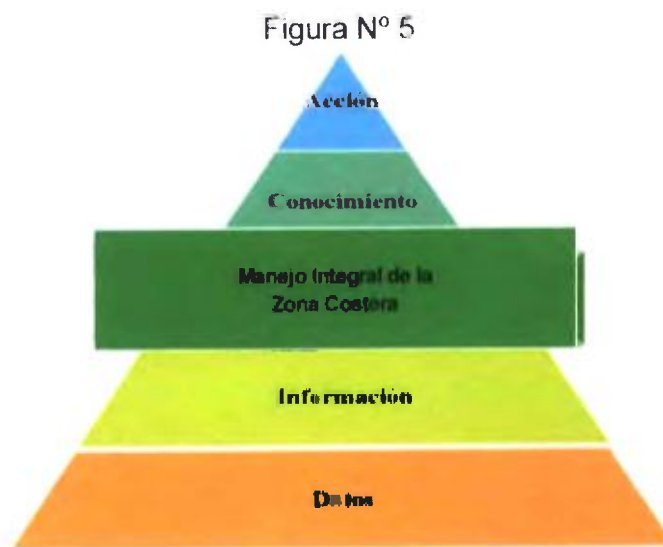 Figura Nº 5
Acción
Conocimiento
Manejo Integral de la
Zona Costera
Información
Datos